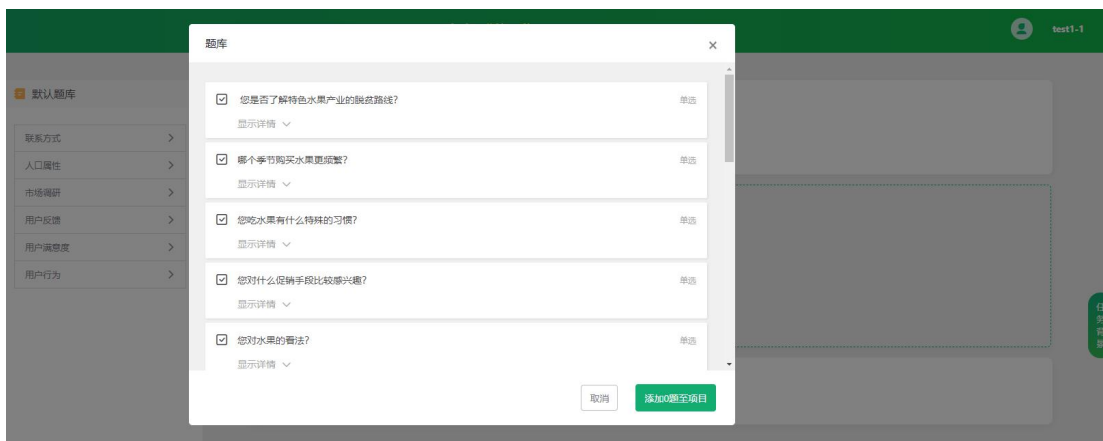 test1-1
题库
×
默认题库
联系方式
人口属性
市场调研
用户反馈
用户满意度
用户行为
您是否了解特色水果产业的脱贫路线?
单选
显示详情
哪个季节购买水果更频繁?
单选
显示详情
您吃水果有什么特殊的习惯?
单选
显示详情
您对什么促销手段比较感兴趣?
单选
显示详情
您对水果的看法?
单选
显示详情
取消
添加0题至项目